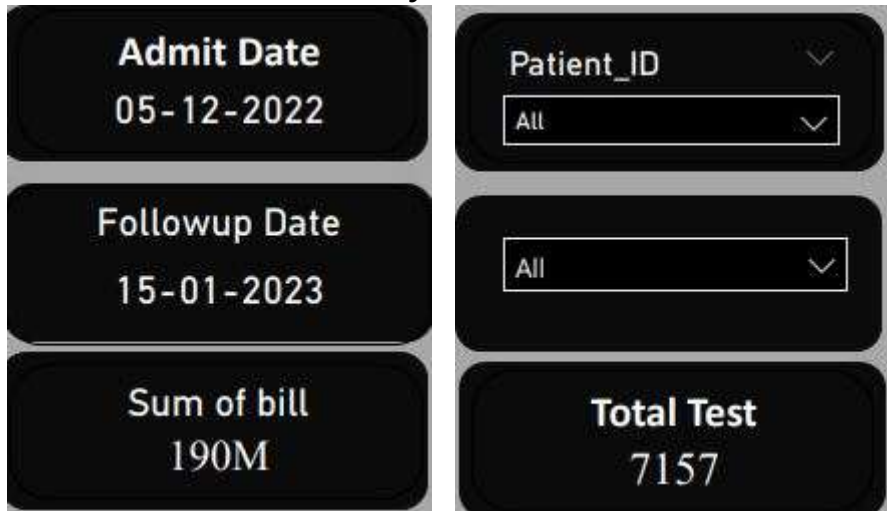 Admit Date
05-12-2022
Patient_ID
All
Followup Date
15-01-2023
All
Sum of bill
190M
Total Test
7157